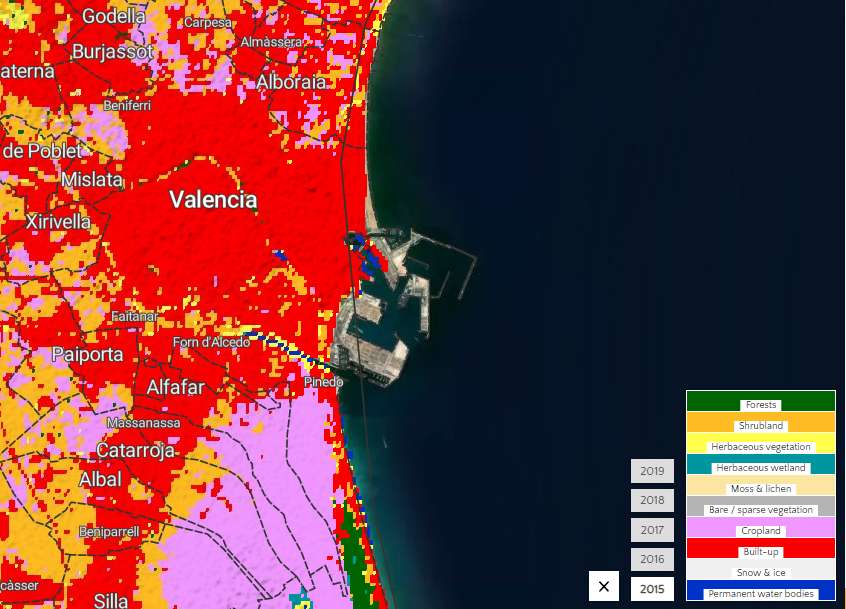 Godella
Carpesa
Burjassot
Almàssera
aterna
Alboraia
Beniferri
de Poblet
Mislata
Valencia
Xirivella
Faitanar
Forn d'Alcedo
Paiporta
Pinedo
Alfafar
Massanassa
Catarroja
Albal
Beniparrell
càsser
Silla
2019
2018
2017
2016
2015
Forests
Shrubland
Herbaceous vegetation
Herbaceous wetland
Moss & lichen
Bare / sparse vegetation
Cropland
Built-up
Snow & ice
Permanent water bodies